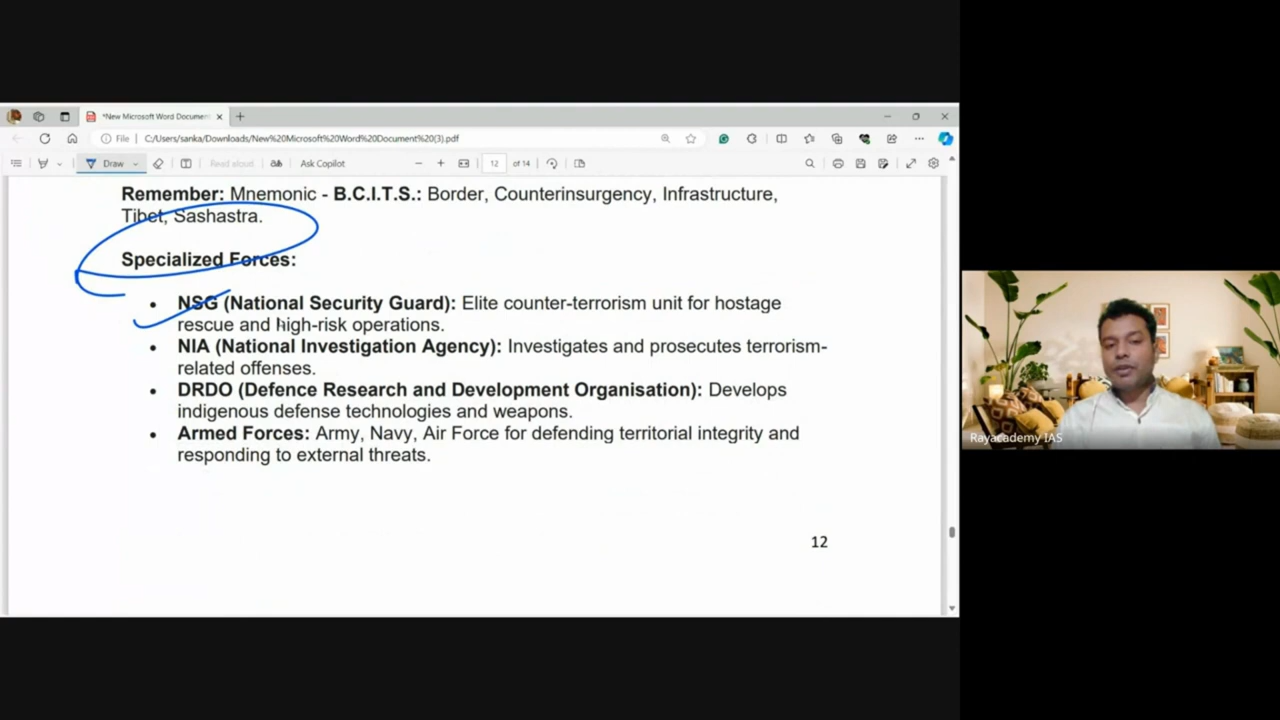 *New Microsoft Word Documen
File
C:/Users/sanka/Downloads/New%20Microsoft%20Word%20Document%20(3).pdf
Draw
Read aloud
Ask Copilot
12
of 14
Remember: Mnemonic - B.C.I.T.S.: Border, Counterinsurgency, Infrastructure,
Tibet, Sashastra.
Specialized Forces:
• NSG (National Security Guard): Elite counter-terrorism unit for hostage
rescue and high-risk operations.
• NIA (National Investigation Agency): Investigates and prosecutes terrorism-
related offenses.
• DRDO (Defence Research and Development Organisation): Develops
indigenous defense technologies and weapons.
• Armed Forces: Army, Navy, Air Force for defending territorial integrity and
responding to external threats.
12
Rayacademy IAS